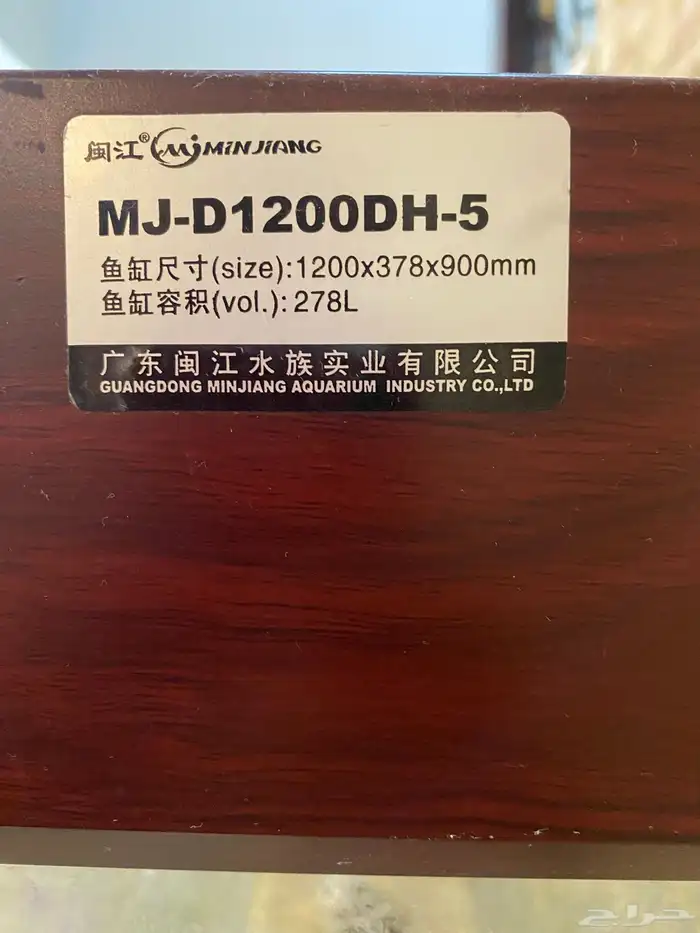 闽江® MJ MINJIANG
MJ-D1200DH-5
鱼缸尺寸(size):1200x378x900mm
鱼缸容积(vol.): 278L
广东闽江水族实业有限公司
GUANGDONG MINJIANG AQUARIUM INDUSTRY CO.,LTD
حراج